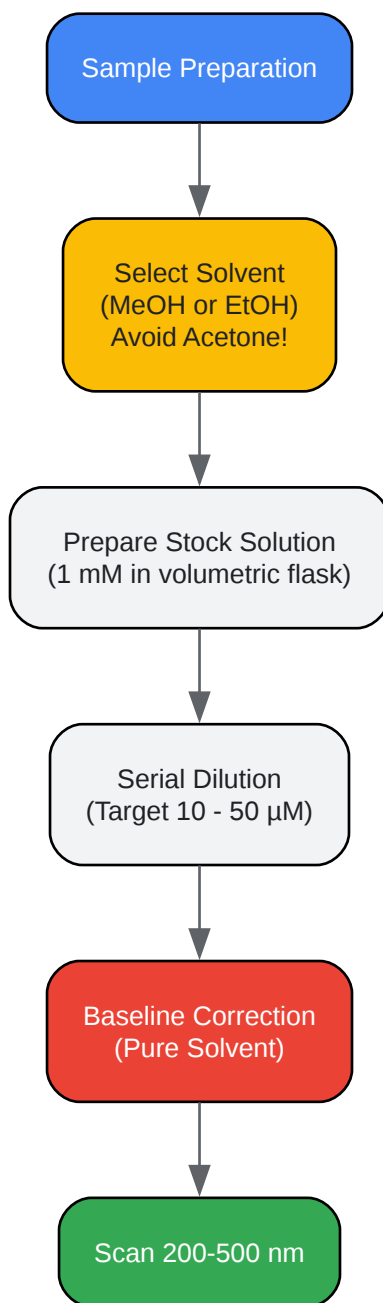 Sample Preparation
Select Solvent
(MeOH or EtOH)
Avoid Acetone!
Prepare Stock Solution
(1 mM in volumetric flask)
Serial Dilution
(Target 10 - 50 µM)
Baseline Correction
(Pure Solvent)
Scan 200-500 nm